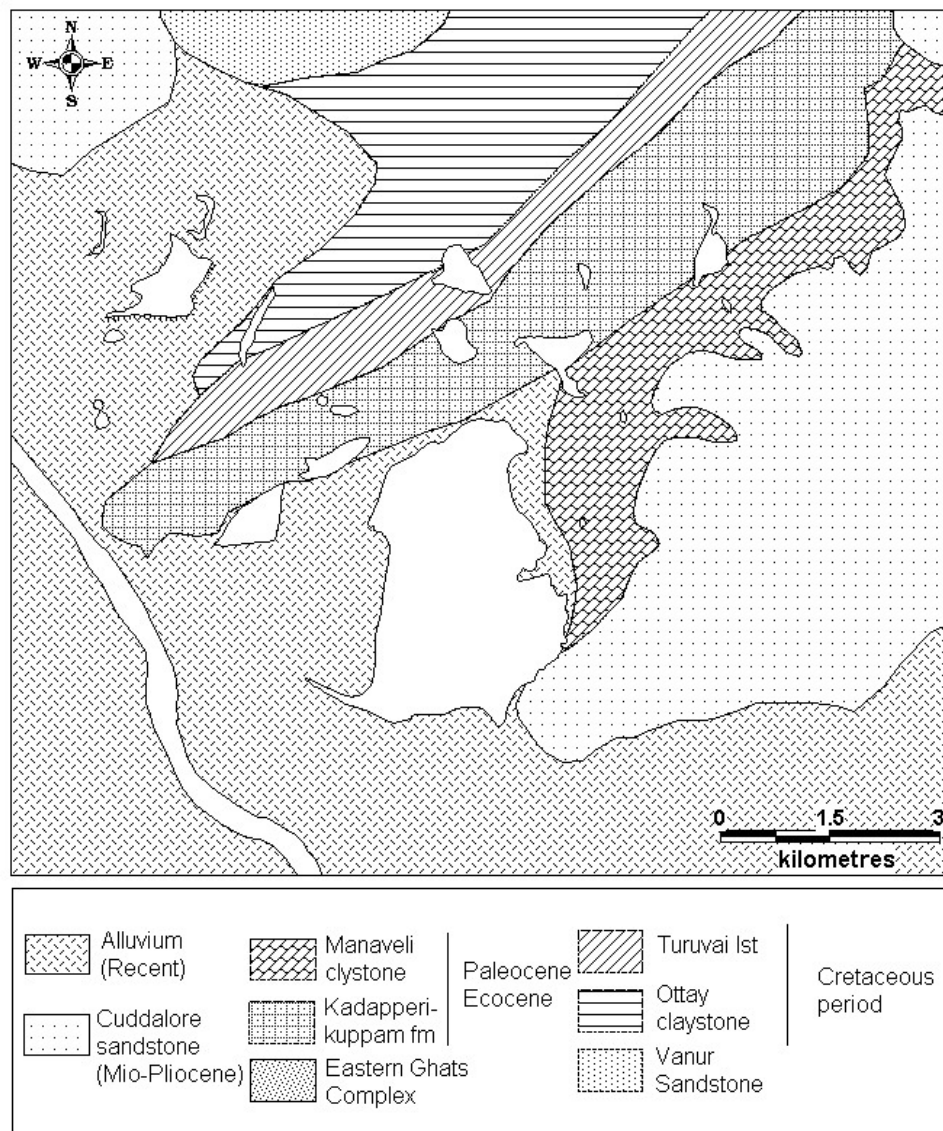 N
W E
S
0 1.5 3
kilometres
Alluvium
(Recent)
Cuddalore
sandstone
(Mio-Pliocene)
Manaveli
clystone
Kadapperi-
kuppam fm
Eastern Ghats
Complex
Paleocene
Ecocene
Turuvai lst
Ottay
claystone
Vanur
Sandstone
Cretaceous
period